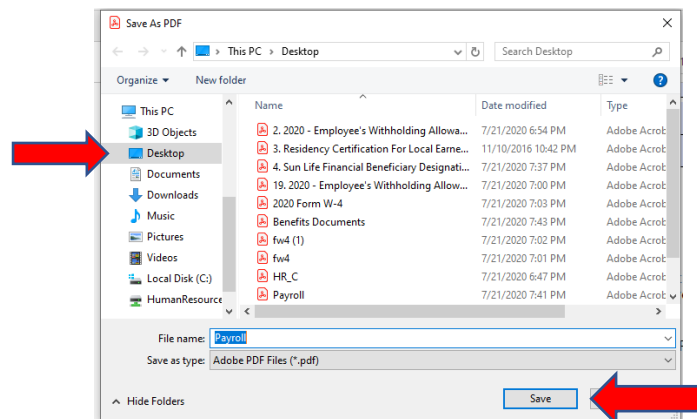 Save As PDF
This PC > Desktop
Search Desktop
Organize
New folder
?
Name
Date modified
Type
This PC
3D Objects
Desktop
Documents
Downloads
Music
Pictures
Videos
Local Disk (C:)
HumanResource
2. 2020 - Employee's Withholding Allowa... 7/21/2020 6:54 PM Adobe Acrob
3. Residency Certification For Local Earne... 11/10/2016 10:42 PM Adobe Acrob
4. Sun Life Financial Beneficiary Designati... 7/21/2020 7:37 PM Adobe Acrob
19. 2020 - Employee's Withholding Allow... 7/21/2020 7:00 PM Adobe Acrob
2020 Form W-4 7/21/2020 7:03 PM Adobe Acrob
Benefits Documents 7/21/2020 7:43 PM Adobe Acrob
fw4 (1) 7/21/2020 7:02 PM Adobe Acrob
fw4 7/21/2020 7:01 PM Adobe Acrob
HR_C 7/21/2020 6:47 PM Adobe Acrob
Payroll 7/21/2020 7:41 PM Adobe Acrob
File name: Payroll
Save as type: Adobe PDF Files (*.pdf)
Hide Folders
Save